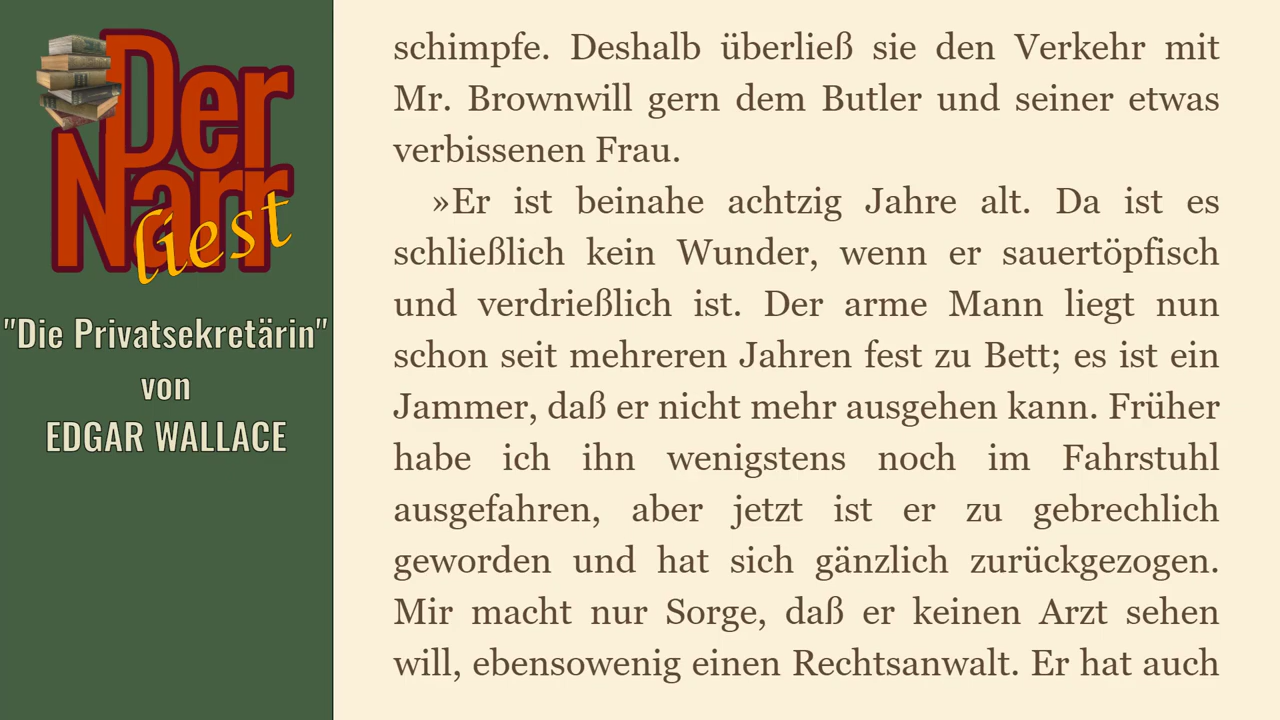 Der
Narr
liest
"Die Privatsekretärin"
von
EDGAR WALLACE
schimpfe. Deshalb überließ sie den Verkehr mit
Mr. Brownwill gern dem Butler und seiner etwas
verbissenen Frau.
»Er ist beinahe achtzig Jahre alt. Da ist es
schließlich kein Wunder, wenn er sauertöpfisch
und verdrießlich ist. Der arme Mann liegt nun
schon seit mehreren Jahren fest zu Bett; es ist ein
Jammer, daß er nicht mehr ausgehen kann. Früher
habe ich ihn wenigstens noch im Fahrstuhl
ausgefahren, aber jetzt ist er zu gebrechlich
geworden und hat sich gänzlich zurückgezogen.
Mir macht nur Sorge, daß er keinen Arzt sehen
will, ebensowenig einen Rechtsanwalt. Er hat auch